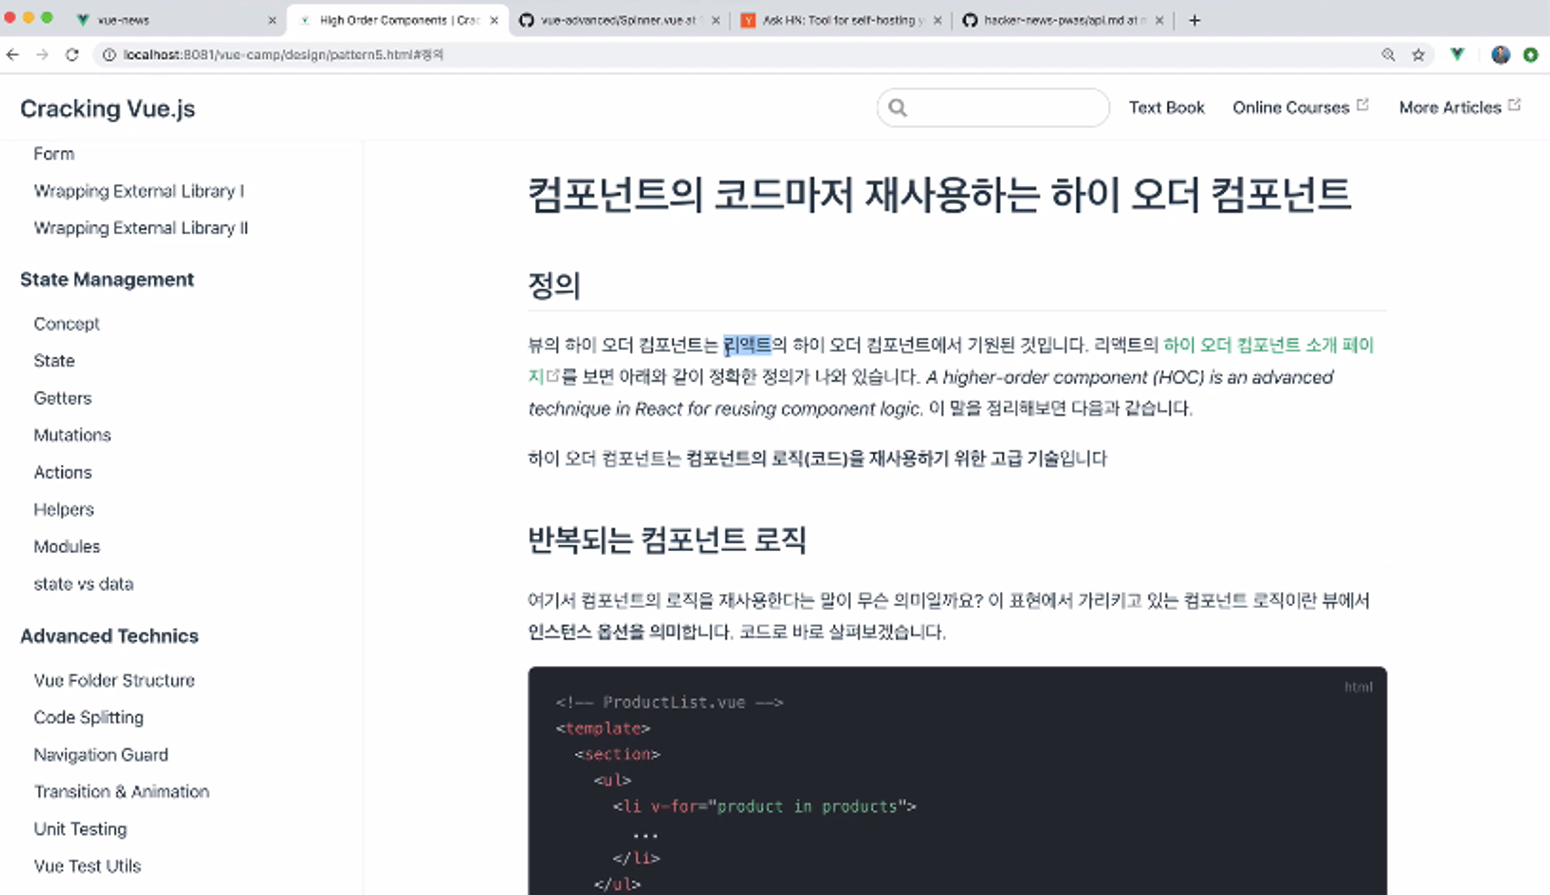 vue-news
High Order Components | Crac
vue-advanced/Spinner.vue at
Ask HN: Tool for self-hosting y
hacker-news-pwas/api.md at m
localhost:8081/vue-camp/design/pattern5.html#정의
Cracking Vue.js
Text Book
Online Courses
More Articles
Form
Wrapping External Library I
Wrapping External Library II
State Management
Concept
State
Getters
Mutations
Actions
Helpers
Modules
state vs data
Advanced Technics
Vue Folder Structure
Code Splitting
Navigation Guard
Transition & Animation
Unit Testing
Vue Test Utils
컴포넌트의 코드마저 재사용하는 하이 오더 컴포넌트
정의
뷰의 하이 오더 컴포넌트는 리액트의 하이 오더 컴포넌트에서 기원된 것입니다. 리액트의 하이 오더 컴포넌트 소개 페이
지를 보면 아래와 같이 정확한 정의가 나와 있습니다. A higher-order component (HOC) is an advanced
technique in React for reusing component logic. 이 말을 정리해보면 다음과 같습니다.
하이 오더 컴포넌트는 컴포넌트의 로직(코드)을 재사용하기 위한 고급 기술입니다
반복되는 컴포넌트 로직
여기서 컴포넌트의 로직을 재사용한다는 말이 무슨 의미일까요? 이 표현에서 가리키고 있는 컴포넌트 로직이란 뷰에서
인스턴스 옵션을 의미합니다. 코드로 바로 살펴보겠습니다.
html
<!-- ProductList.vue -->
<template>
<section>
<ul>
<li v-for="product in products">
...
</li>
</ul>